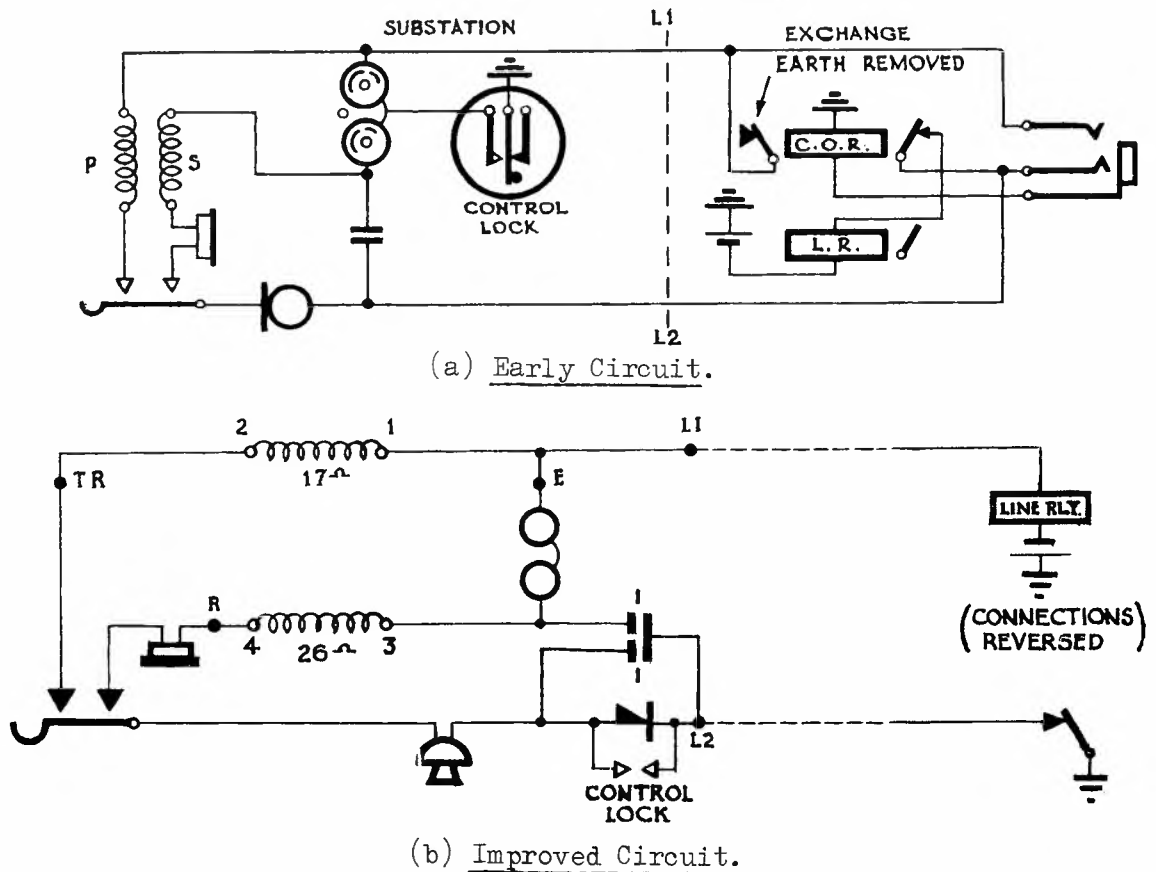 SUBSTATION
L1
EXCHANGE
EARTH REMOVED
P
S
C.O.R.
CONTROL
LOCK
L.R.
L2
(a) Early Circuit.
2
1
L1
17Ω
TR
E
LINE RLY.
R
4
26Ω
3
(CONNECTIONS
REVERSED)
L2
CONTROL
LOCK
(b) Improved Circuit.